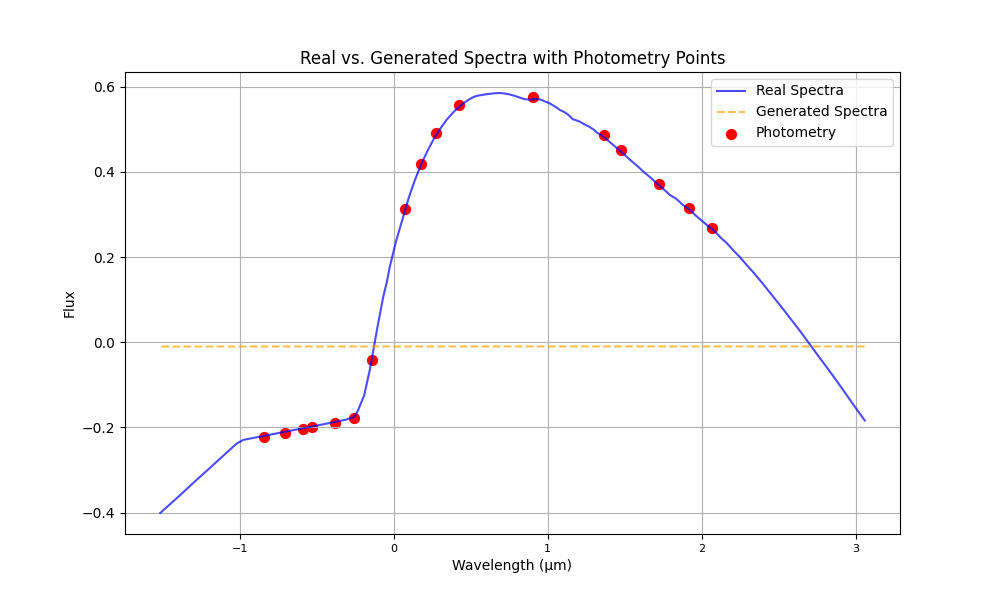 Real vs. Generated Spectra with Photometry Points
Real Spectra
Generated Spectra
Photometry
0.6
0.4
0.2
0.0
−0.2
−0.4
Flux
−1
0
1
2
3
Wavelength (μm)